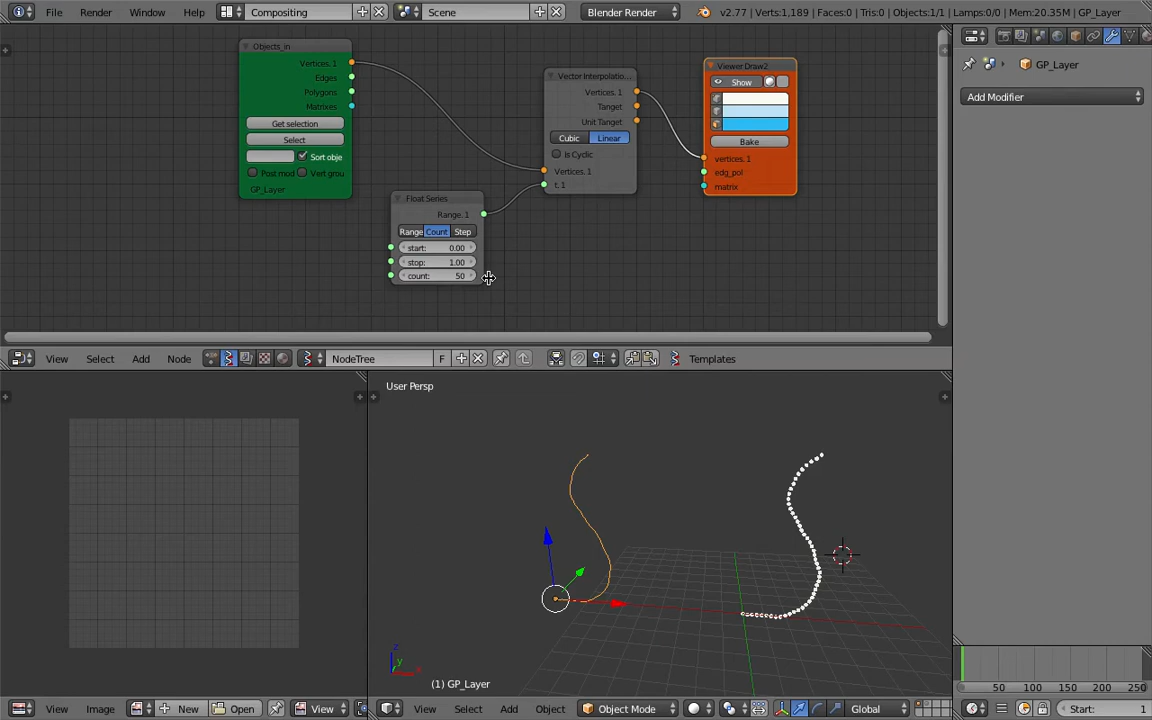 File Render Window Help Compositing Scene Blender Render v2.77 | Verts:1,189 | Faces:0 | Tris:0 | Objects:1/1 | Lamps:0/0 | Mem:20.35M | GP_Layer
Objects_in
Vertices. 1
Edges
Polygons
Matrixes
Get selection
Select
Sort obje
Post mod Vert grou
GP_Layer
Float Series
Range. 1
Range Count Step
start: 0.00
stop: 1.00
count: 50
Vector Interpolatio...
Vertices. 1
Target
Unit Target
Cubic Linear
Is Cyclic
Vertices. 1
t. 1
Viewer Draw2
Show
Bake
vertices. 1
edg_pol
matrix
GP_Layer
Add Modifier
View Select Add Node NodeTree F Templates
User Persp
z
y
x
(1) GP_Layer
50 100 150 200 250
View Image New Open View
View Select Add Object Object Mode Global
Start: 1